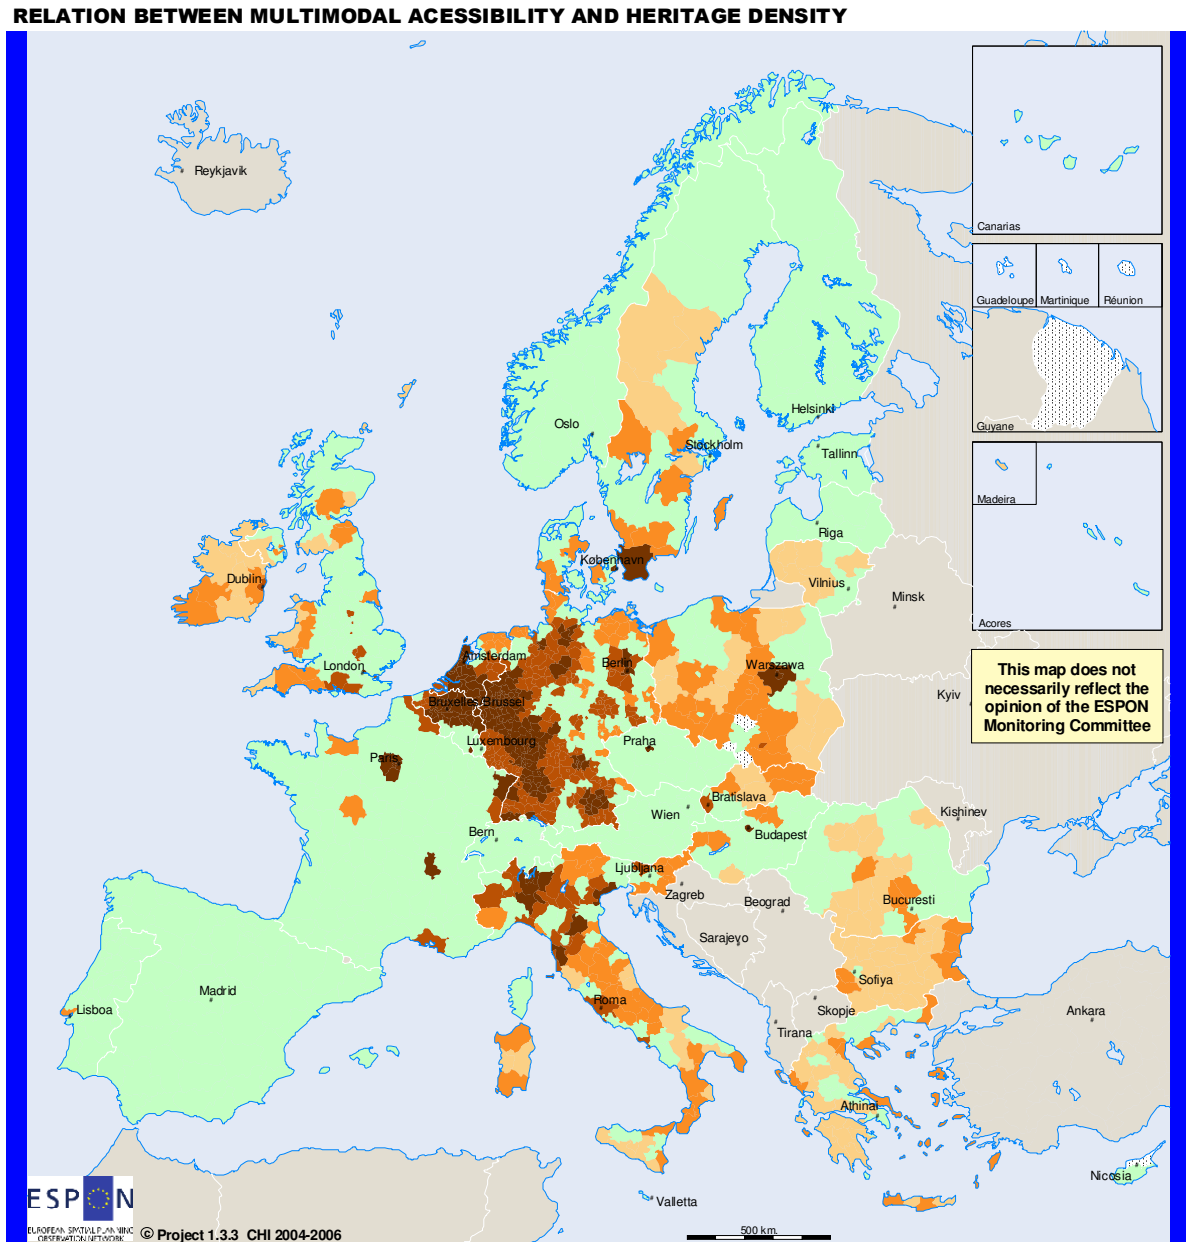 RELATION BETWEEN MULTIMODAL ACESSIBILITY AND HERITAGE DENSITY
Reykjavik
Canarias
Guadeloupe
Martinique
Réunion
Guyane
Oslo
Helsinki
Stockholm
Tallinn
Madeira
Riga
København
Dublin
Vilnius
Minsk
Acores
Amsterdam
Berlin
Warszawa
London
This map does not
necessarily reflect the
opinion of the ESPON
Monitoring Committee
Kyiv
Bruxelles/Brussel
Luxembourg
Praha
Paris
Bratislava
Wien
Kishinev
Bern
Budapest
Ljubljana
Zagreb
Beograd
Bucuresti
Sarajevo
Sofiya
Madrid
Roma
Lisboa
Skopje
Ankara
Tirana
Athinai
Nicosia
Valletta
ESPON
EUROPEAN SPATIAL PLANNING
OBSERVATION NETWORK
© Project 1.3.3 CHI 2004-2006
500 km.